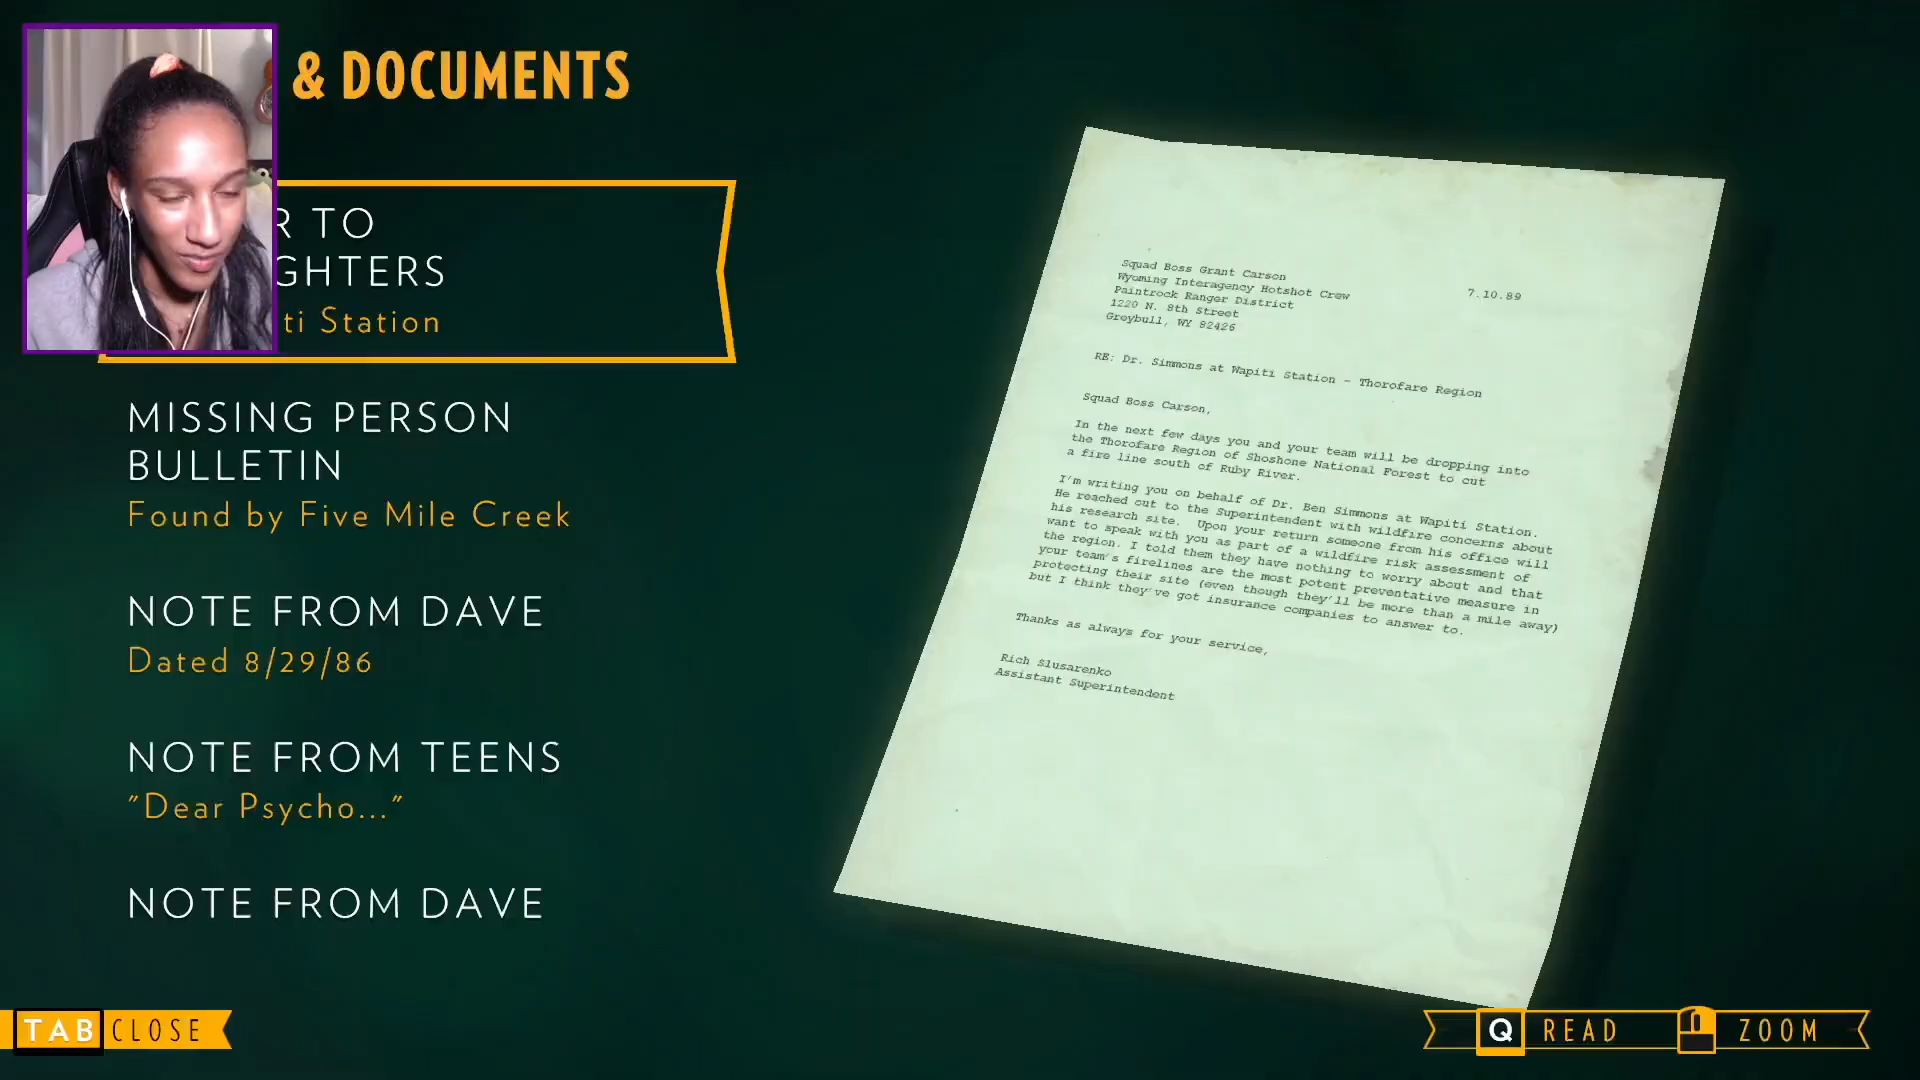 & DOCUMENTS
R TO
GHTERS
ti Station
MISSING PERSON
BULLETIN
Found by Five Mile Creek
NOTE FROM DAVE
Dated 8/29/86
NOTE FROM TEENS
"Dear Psycho..."
NOTE FROM DAVE
TAB CLOSE
Squad Boss Grant Carson
Wyoming Interagency Hotshot Crew
Paintrock Ranger District
1220 N. 8th Street
Greybull, WY 82426
7.10.89
RE: Dr. Simmons at Wapiti Station - Thorofare Region
Squad Boss Carson,
In the next few days you and your team will be dropping into
the Thorofare Region of Shoshone National Forest to cut
a fire line south of Ruby River.
I'm writing you on behalf of Dr. Ben Simmons at Wapiti Station.
He reached out to the Superintendent with wildfire concerns about
his research site. Upon your return someone from his office will
want to speak with you as part of a wildfire risk assessment of
the region. I told them they have nothing to worry about and that
your team's firelines are the most potent preventative measure in
protecting their site (even though they'll be more than a mile away)
but I think they've got insurance companies to answer to.
Thanks as always for your service,
Rich Slusarenko
Assistant Superintendent
Q READ ZOOM